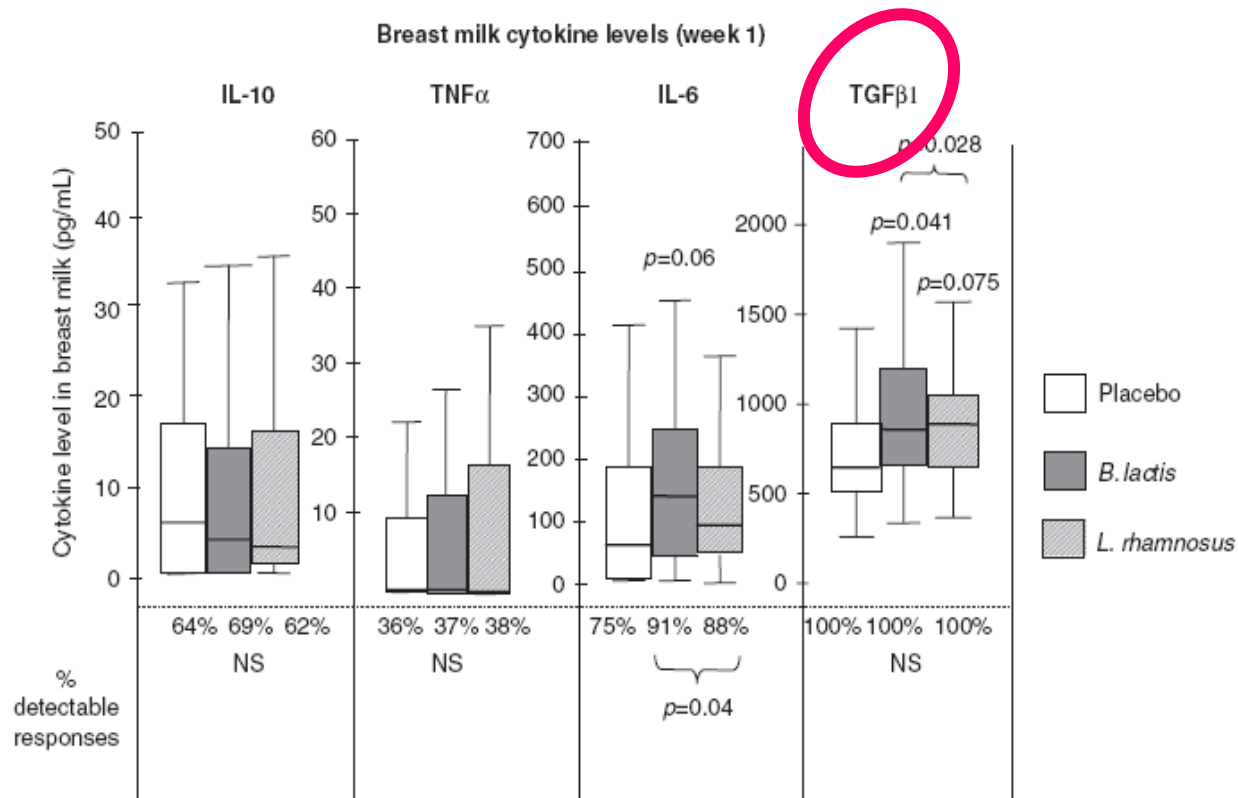 Breast milk cytokine levels (week 1)
IL-10 TNFα IL-6 TGFβ1
Cytokine level in breast milk (pg/mL)
50
40
30
20
10
0
60
50
40
30
20
10
700
600
500
400
300
200
100
0
p=0.06
2000
1500
1000
500
0
p=0.028
p=0.041
p=0.075
Placebo
B. lactis
L. rhamnosus
64% 69% 62% 36% 37% 38% 75% 91% 88% 100% 100% 100%
NS NS NS
p=0.04
%
detectable
responses